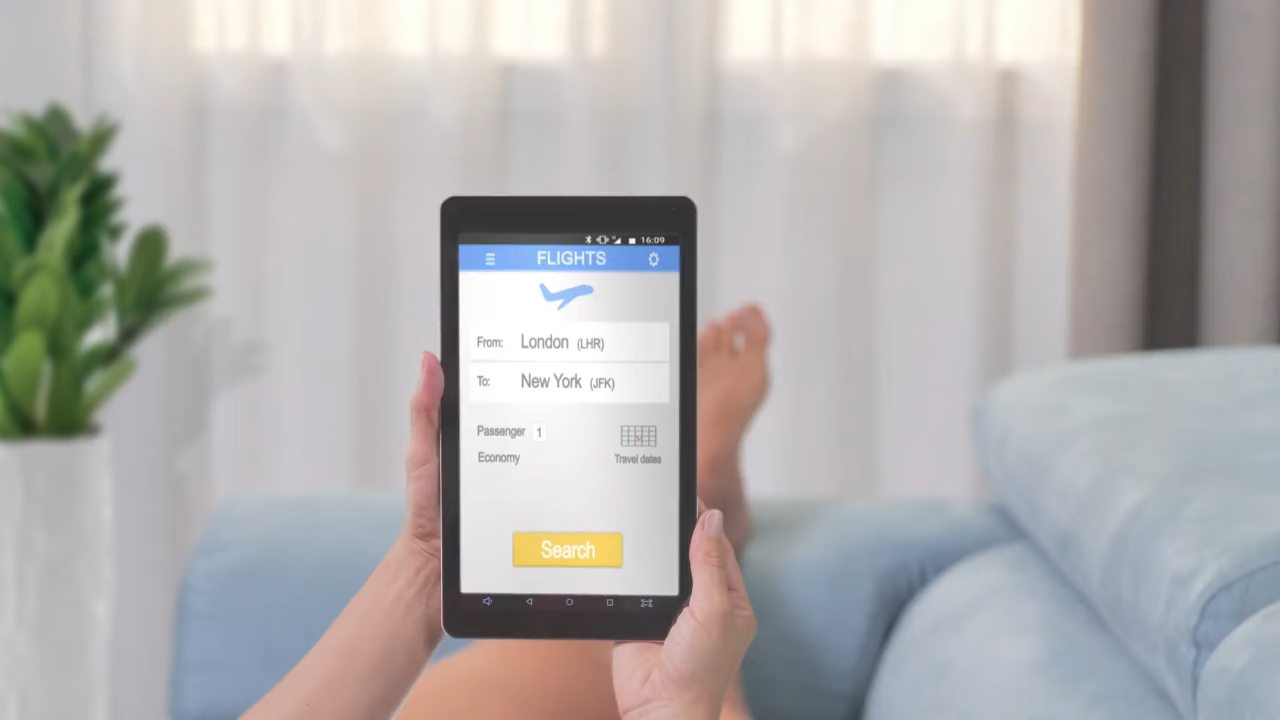 16:09
FLIGHTS
From: London (LHR)
To: New York (JFK)
Passenger 1
Economy
Travel dates
Search